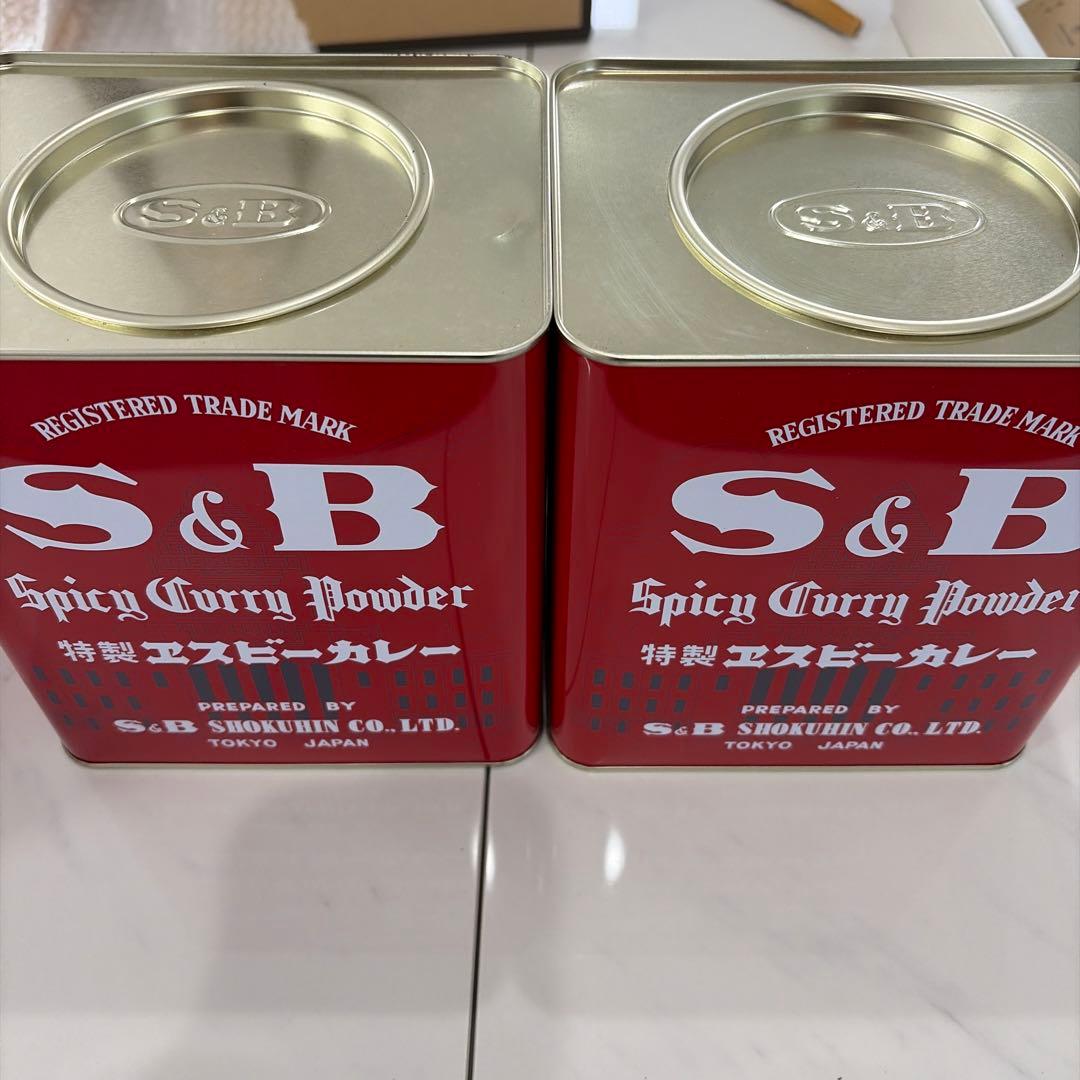 S&B
S&B
REGISTERED TRADE MARK
S&B
Spicy Curry Powder
特製 ヱスビーカレー
PREPARED BY
S&B SHOKUHIN CO., LTD.
TOKYO JAPAN
REGISTERED TRADE MARK
S&B
Spicy Curry Powder
特製 ヱスビーカレー
PREPARED BY
S&B SHOKUHIN CO., LTD.
TOKYO JAPAN